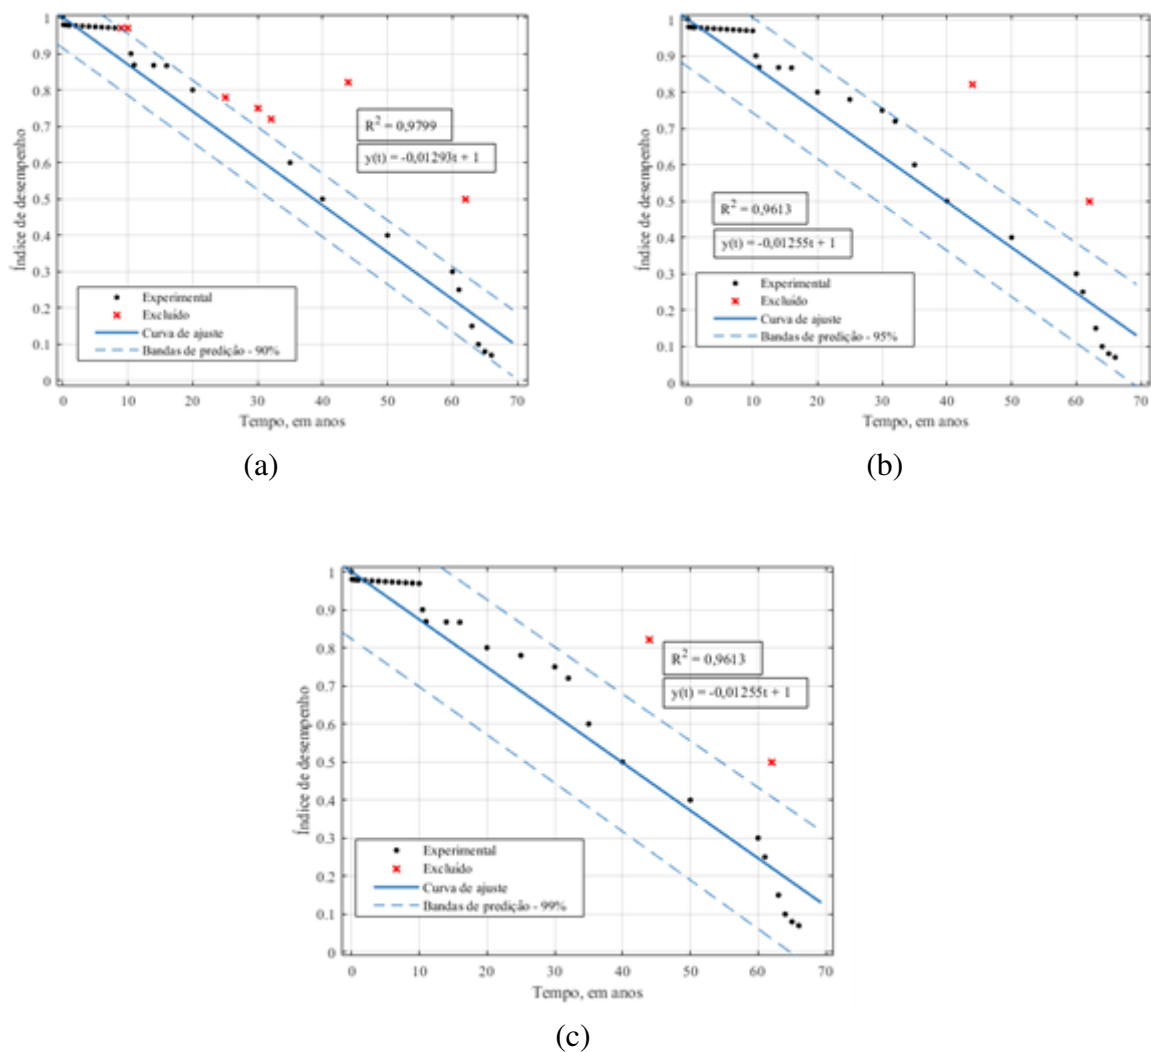 1
0.9
0.8
0.7
0.6
0.5
0.4
0.3
0.2
0.1
0
Índice de desempenho
R² = 0,9799
y(t) = -0,01293t + 1
Experimental
Excluído
Curva de ajuste
Bandas de predição - 90%
0 10 20 30 40 50 60 70
Tempo, em anos
(a)
1
0.9
0.8
0.7
0.6
0.5
0.4
0.3
0.2
0.1
0
Índice de desempenho
R² = 0,9613
y(t) = -0,01255t + 1
Experimental
Excluído
Curva de ajuste
Bandas de predição - 95%
0 10 20 30 40 50 60 70
Tempo, em anos
(b)
1
0.9
0.8
0.7
0.6
0.5
0.4
0.3
0.2
0.1
0
Índice de desempenho
R² = 0,9613
y(t) = -0,01255t + 1
Experimental
Excluído
Curva de ajuste
Bandas de predição - 99%
0 10 20 30 40 50 60 70
Tempo, em anos
(c)